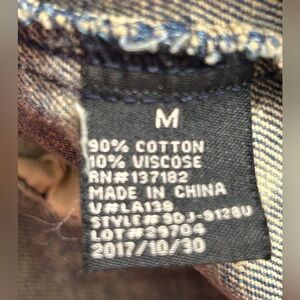 M
90% COTTON
10% VISCOSE
RN#137182
MADE IN CHINA
V#LA138
STYLE#9DJ-9128U
LOT#29704
2017/10/30